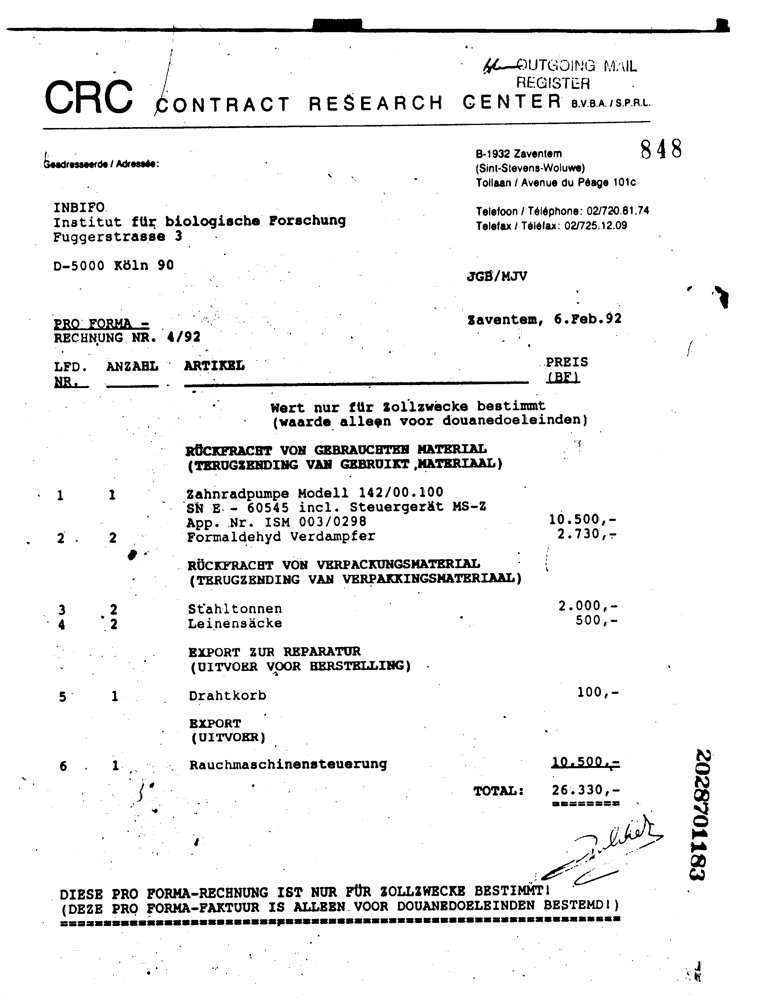 OUTGOING MAIL
REGISTER
CRC CONTRACT RESEARCH CENTER B.V.B.A. / S.P.R.L.
848
Geadresseerde / Adressée:
B-1932 Zaventem
(Sint-Stevens-Woluwe)
Tollaan / Avenue du Péage 101c
INBIFO
Institut für biologische Forschung
Fuggerstrasse 3
Telefoon / Téléphone: 02/720.81.74
Telefax / Téléfax: 02/725.12.09
D-5000 Köln 90
JGB/MJV
PRO FORMA -
RECHNUNG NR. 4/92
Zaventem, 6.Feb.92
LFD. ANZAHL ARTIKEL PREIS
NR. (BF)
Wert nur für Zollzwecke bestimmt
(waarde alleen voor douanedoeleinden)
RÜCKFRACHT VON GEBRAUCHTEN MATERIAL
(TERUGZENDING VAN GEBRUIKT MATERIAAL)
1 1 Zahnradpumpe Modell 142/00.100
SN E - 60545 incl. Steuergerät MS-Z
App. Nr. ISM 003/0298 10.500,-
2 2 Formaldehyd Verdampfer 2.730,-
RÜCKFRACHT VON VERPACKUNGSMATERIAL
(TERUGZENDING VAN VERPAKKINGSMATERIAAL)
3 2 Stahltonnen 2.000,-
4 2 Leinensäcke 500,-
EXPORT ZUR REPARATUR
(UITVOER VOOR HERSTELLING)
5 1 Drahtkorb 100,-
EXPORT
(UITVOER)
6 1 Rauchmaschinensteuerung 10.500,-
TOTAL: 26.330,-
========
2028701183
DIESE PRO FORMA-RECHNUNG IST NUR FÜR ZOLLZWECKE BESTIMMT!
(DEZE PRO FORMA-FAKTUUR IS ALLEEN VOOR DOUANEDOELEINDEN BESTEMD!)